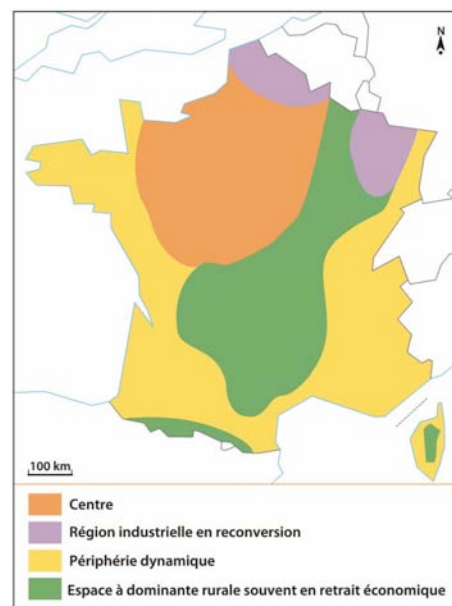 N
100 km
Centre
Région industrielle en reconversion
Périphérie dynamique
Espace à dominante rurale souvent en retrait économique